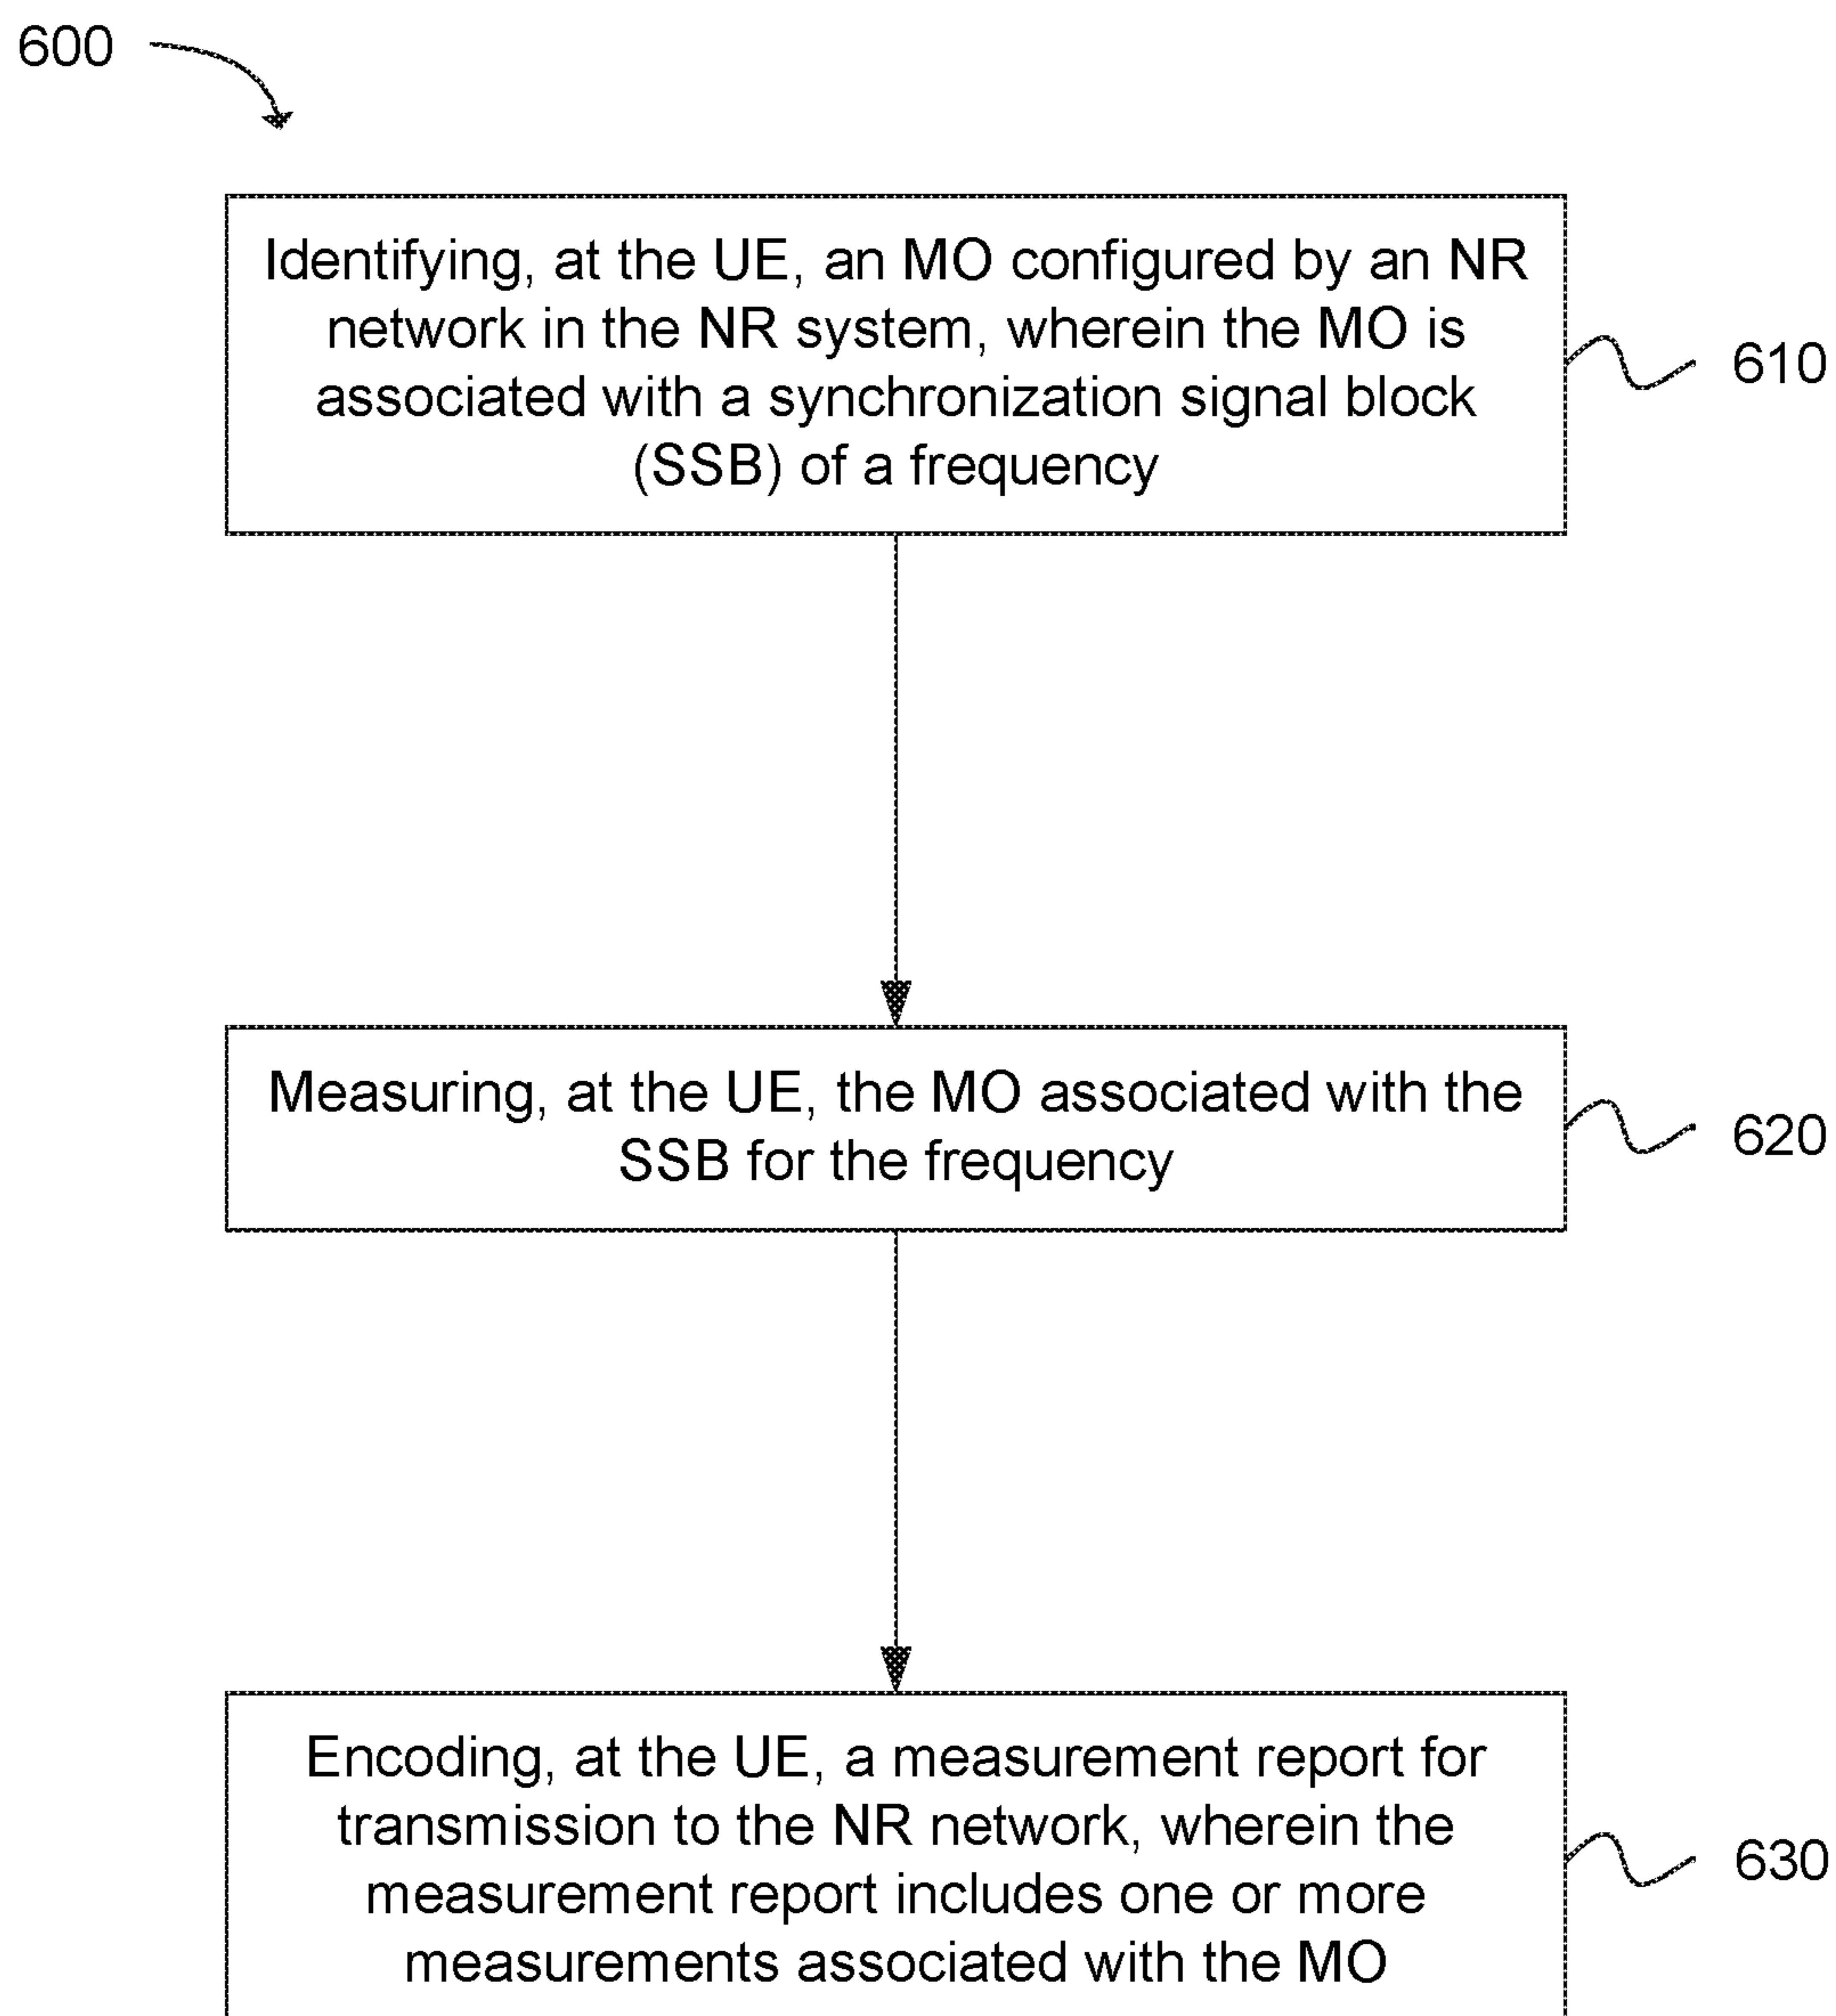 600
Identifying, at the UE, an MO configured by an NR
network in the NR system, wherein the MO is
associated with a synchronization signal block
(SSB) of a frequency
610
Measuring, at the UE, the MO associated with the
SSB for the frequency
620
Encoding, at the UE, a measurement report for
transmission to the NR network, wherein the
measurement report includes one or more
measurements associated with the MO
630